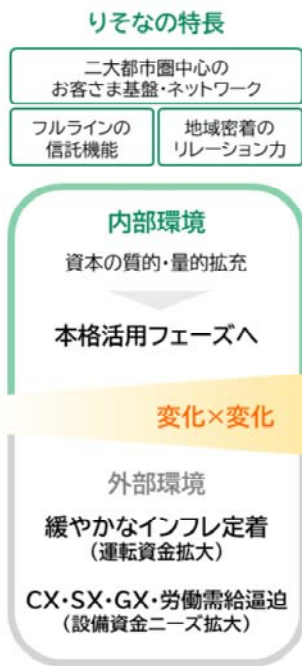 りそなの特長
二大都市圏中心の
お客さま基盤・ネットワーク
フルラインの
信託機能
地域密着の
リレーション力
内部環境
資本の質的・量的拡充
本格活用フェーズへ
変化×変化
外部環境
緩やかなインフレ定着
(運転資金拡大)
CX・SX・GX・労働需給逼迫
(設備資金ニーズ拡大)